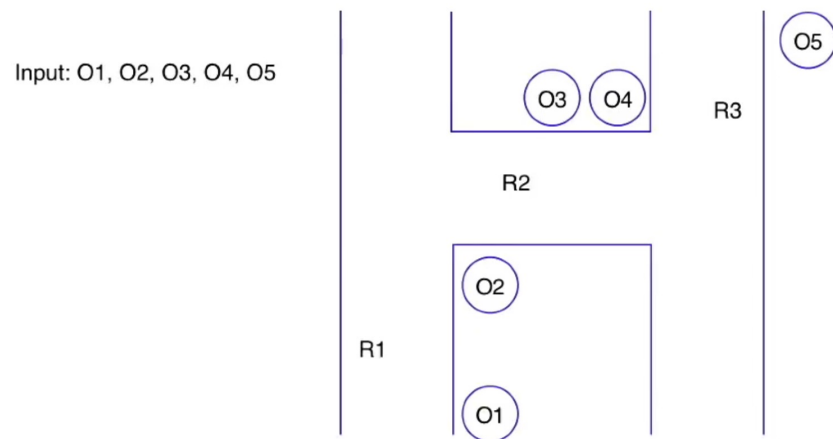 Input: O1, O2, O3, O4, O5
O5
O3
O4
R3
R2
O2
R1
O1